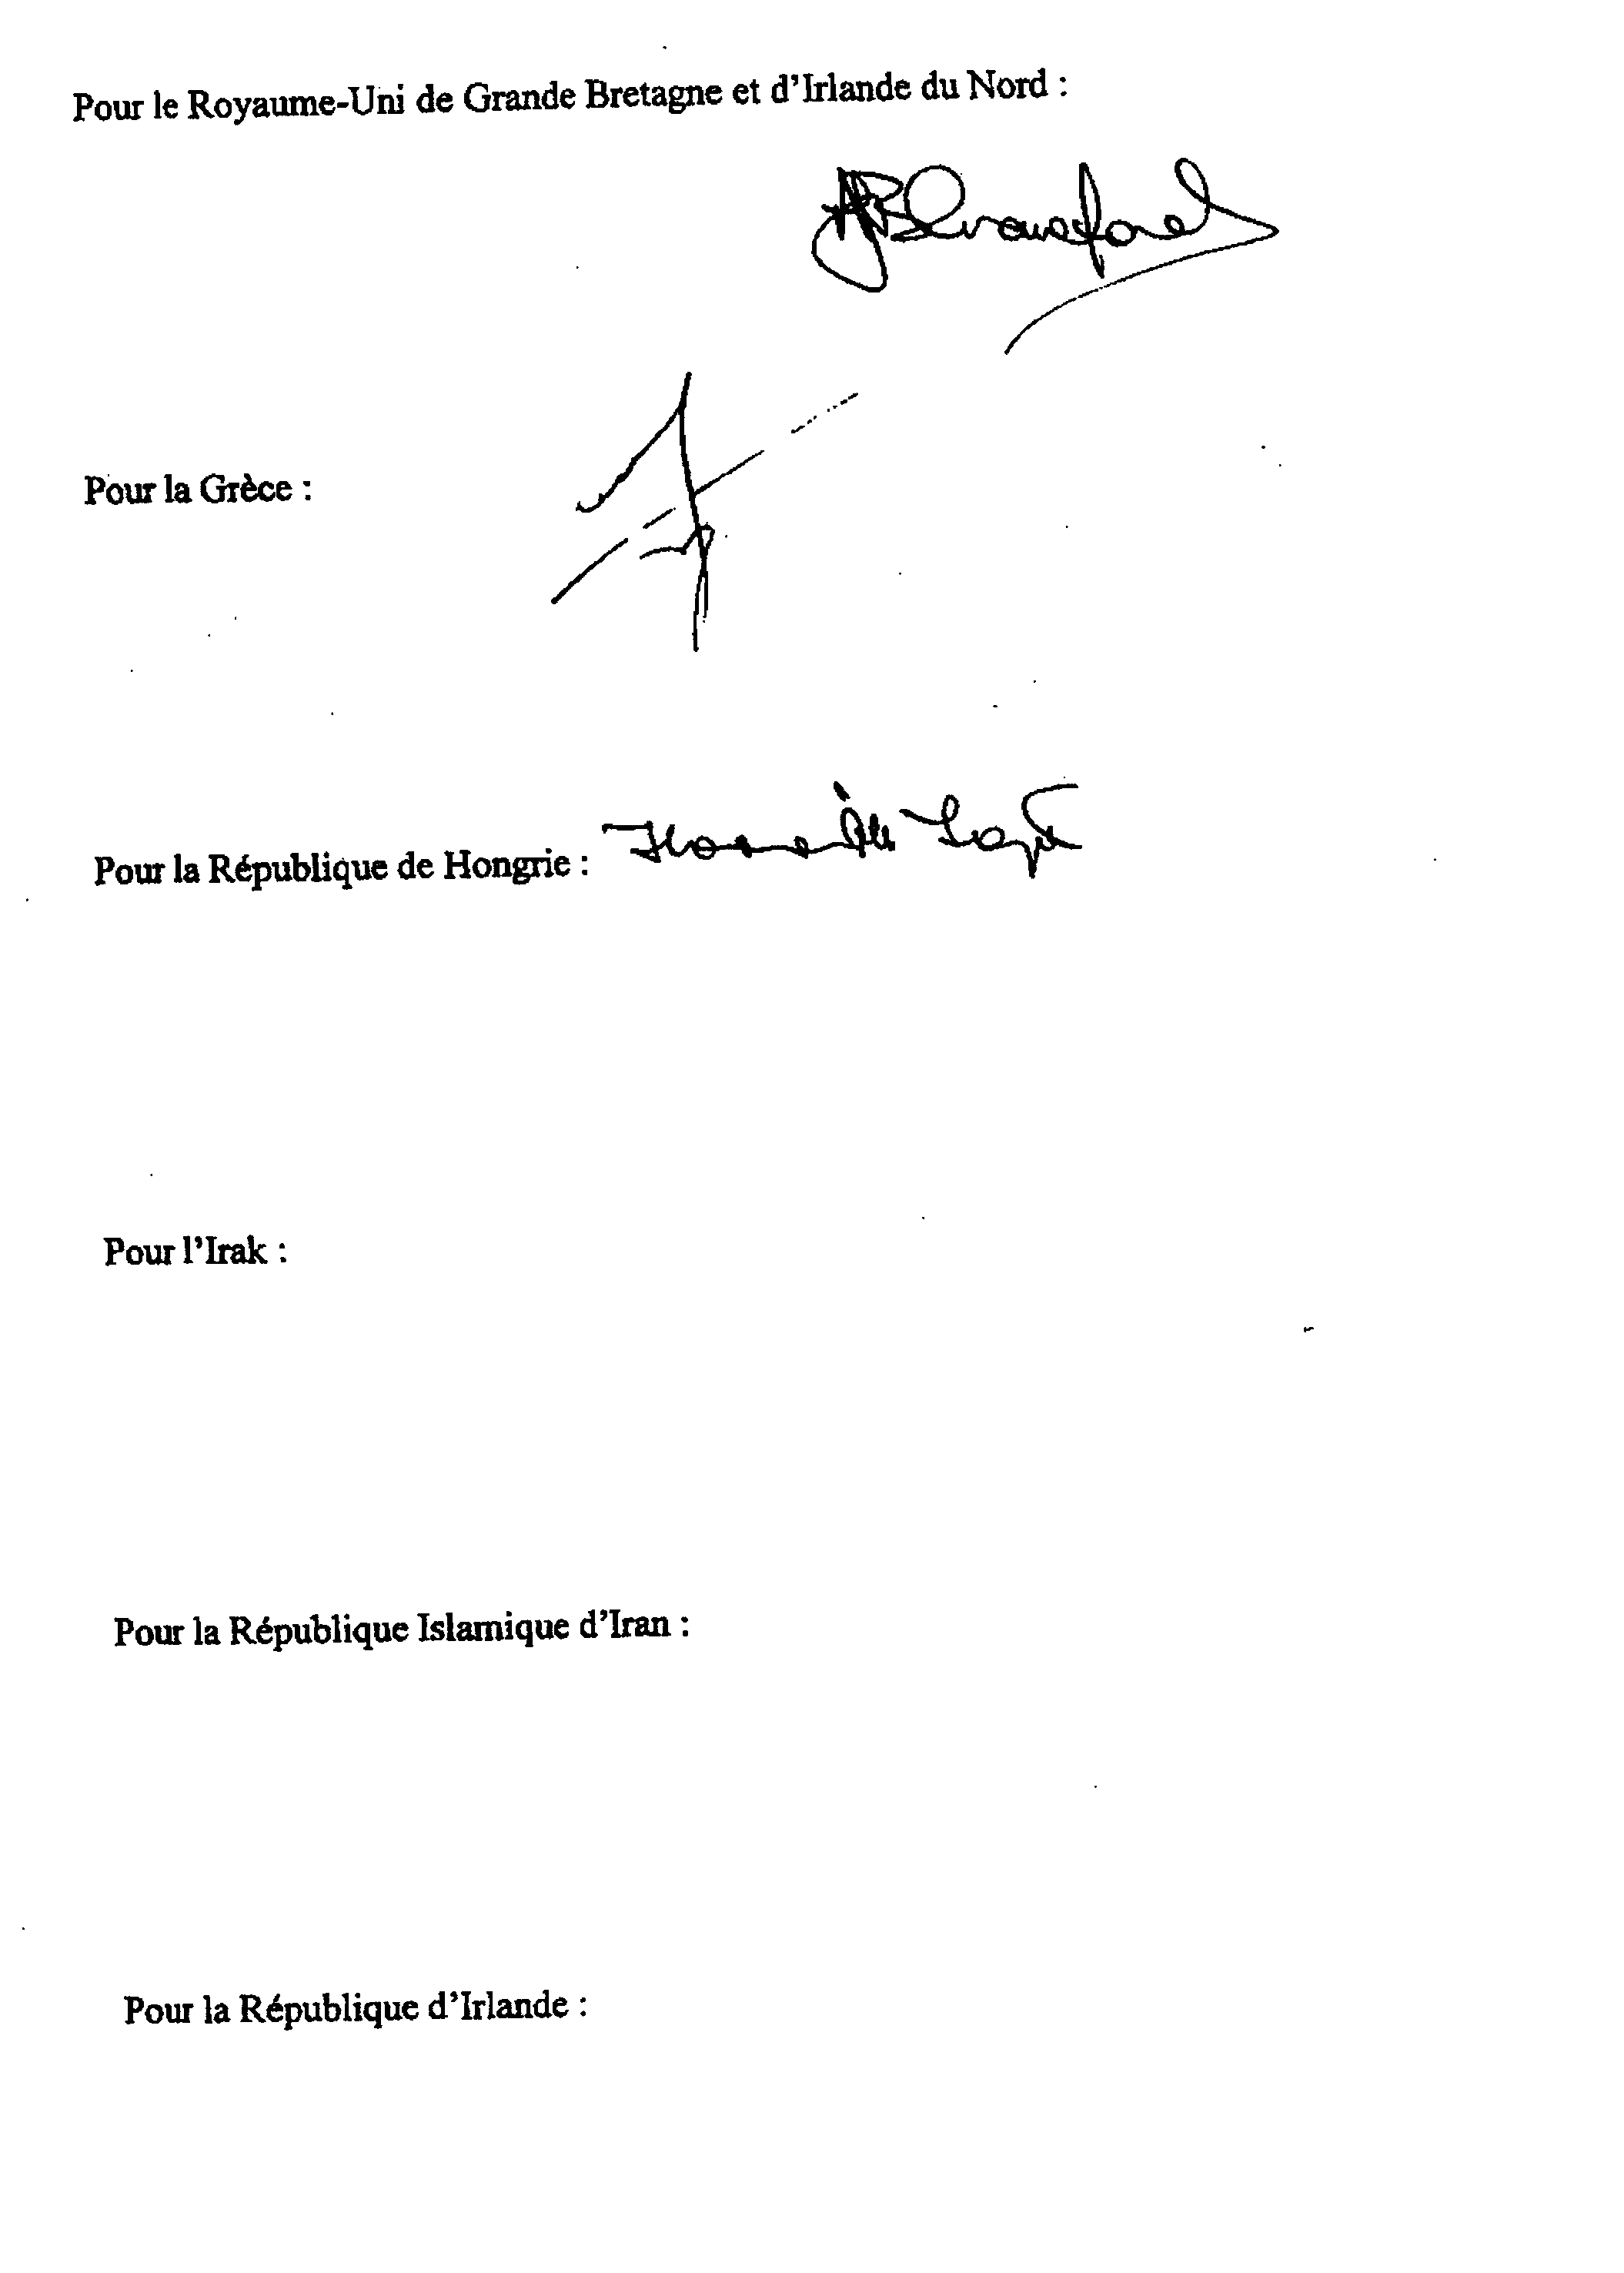 Pour le Royaume-Uni de Grande Bretagne et d'Irlande du Nord :
Pour la Grèce :
Pour la République de Hongrie :
Pour l'Irak :
Pour la République Islamique d'Iran :
Pour la République d'Irlande :